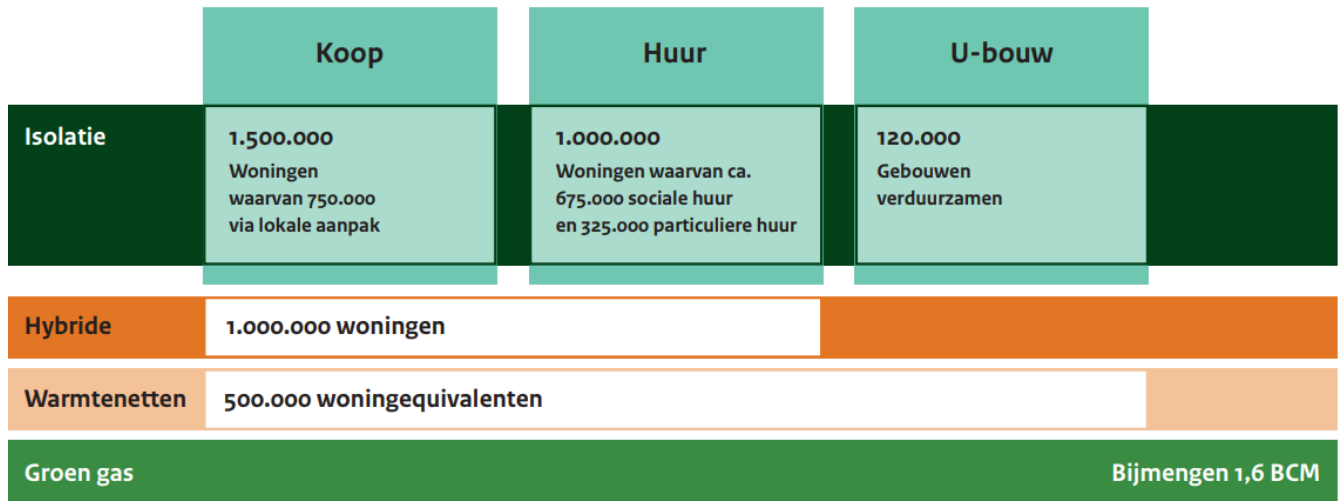 Koop
Huur
U-bouw
Isolatie
1.500.000
Woningen
waarvan 750.000
via lokale aanpak
1.000.000
Woningen waarvan ca.
675.000 sociale huur
en 325.000 particuliere huur
120.000
Gebouwen
verduurzamen
Hybride
1.000.000 woningen
Warmtenetten
500.000 woningequivalenten
Groen gas
Bijmengen 1,6 BCM